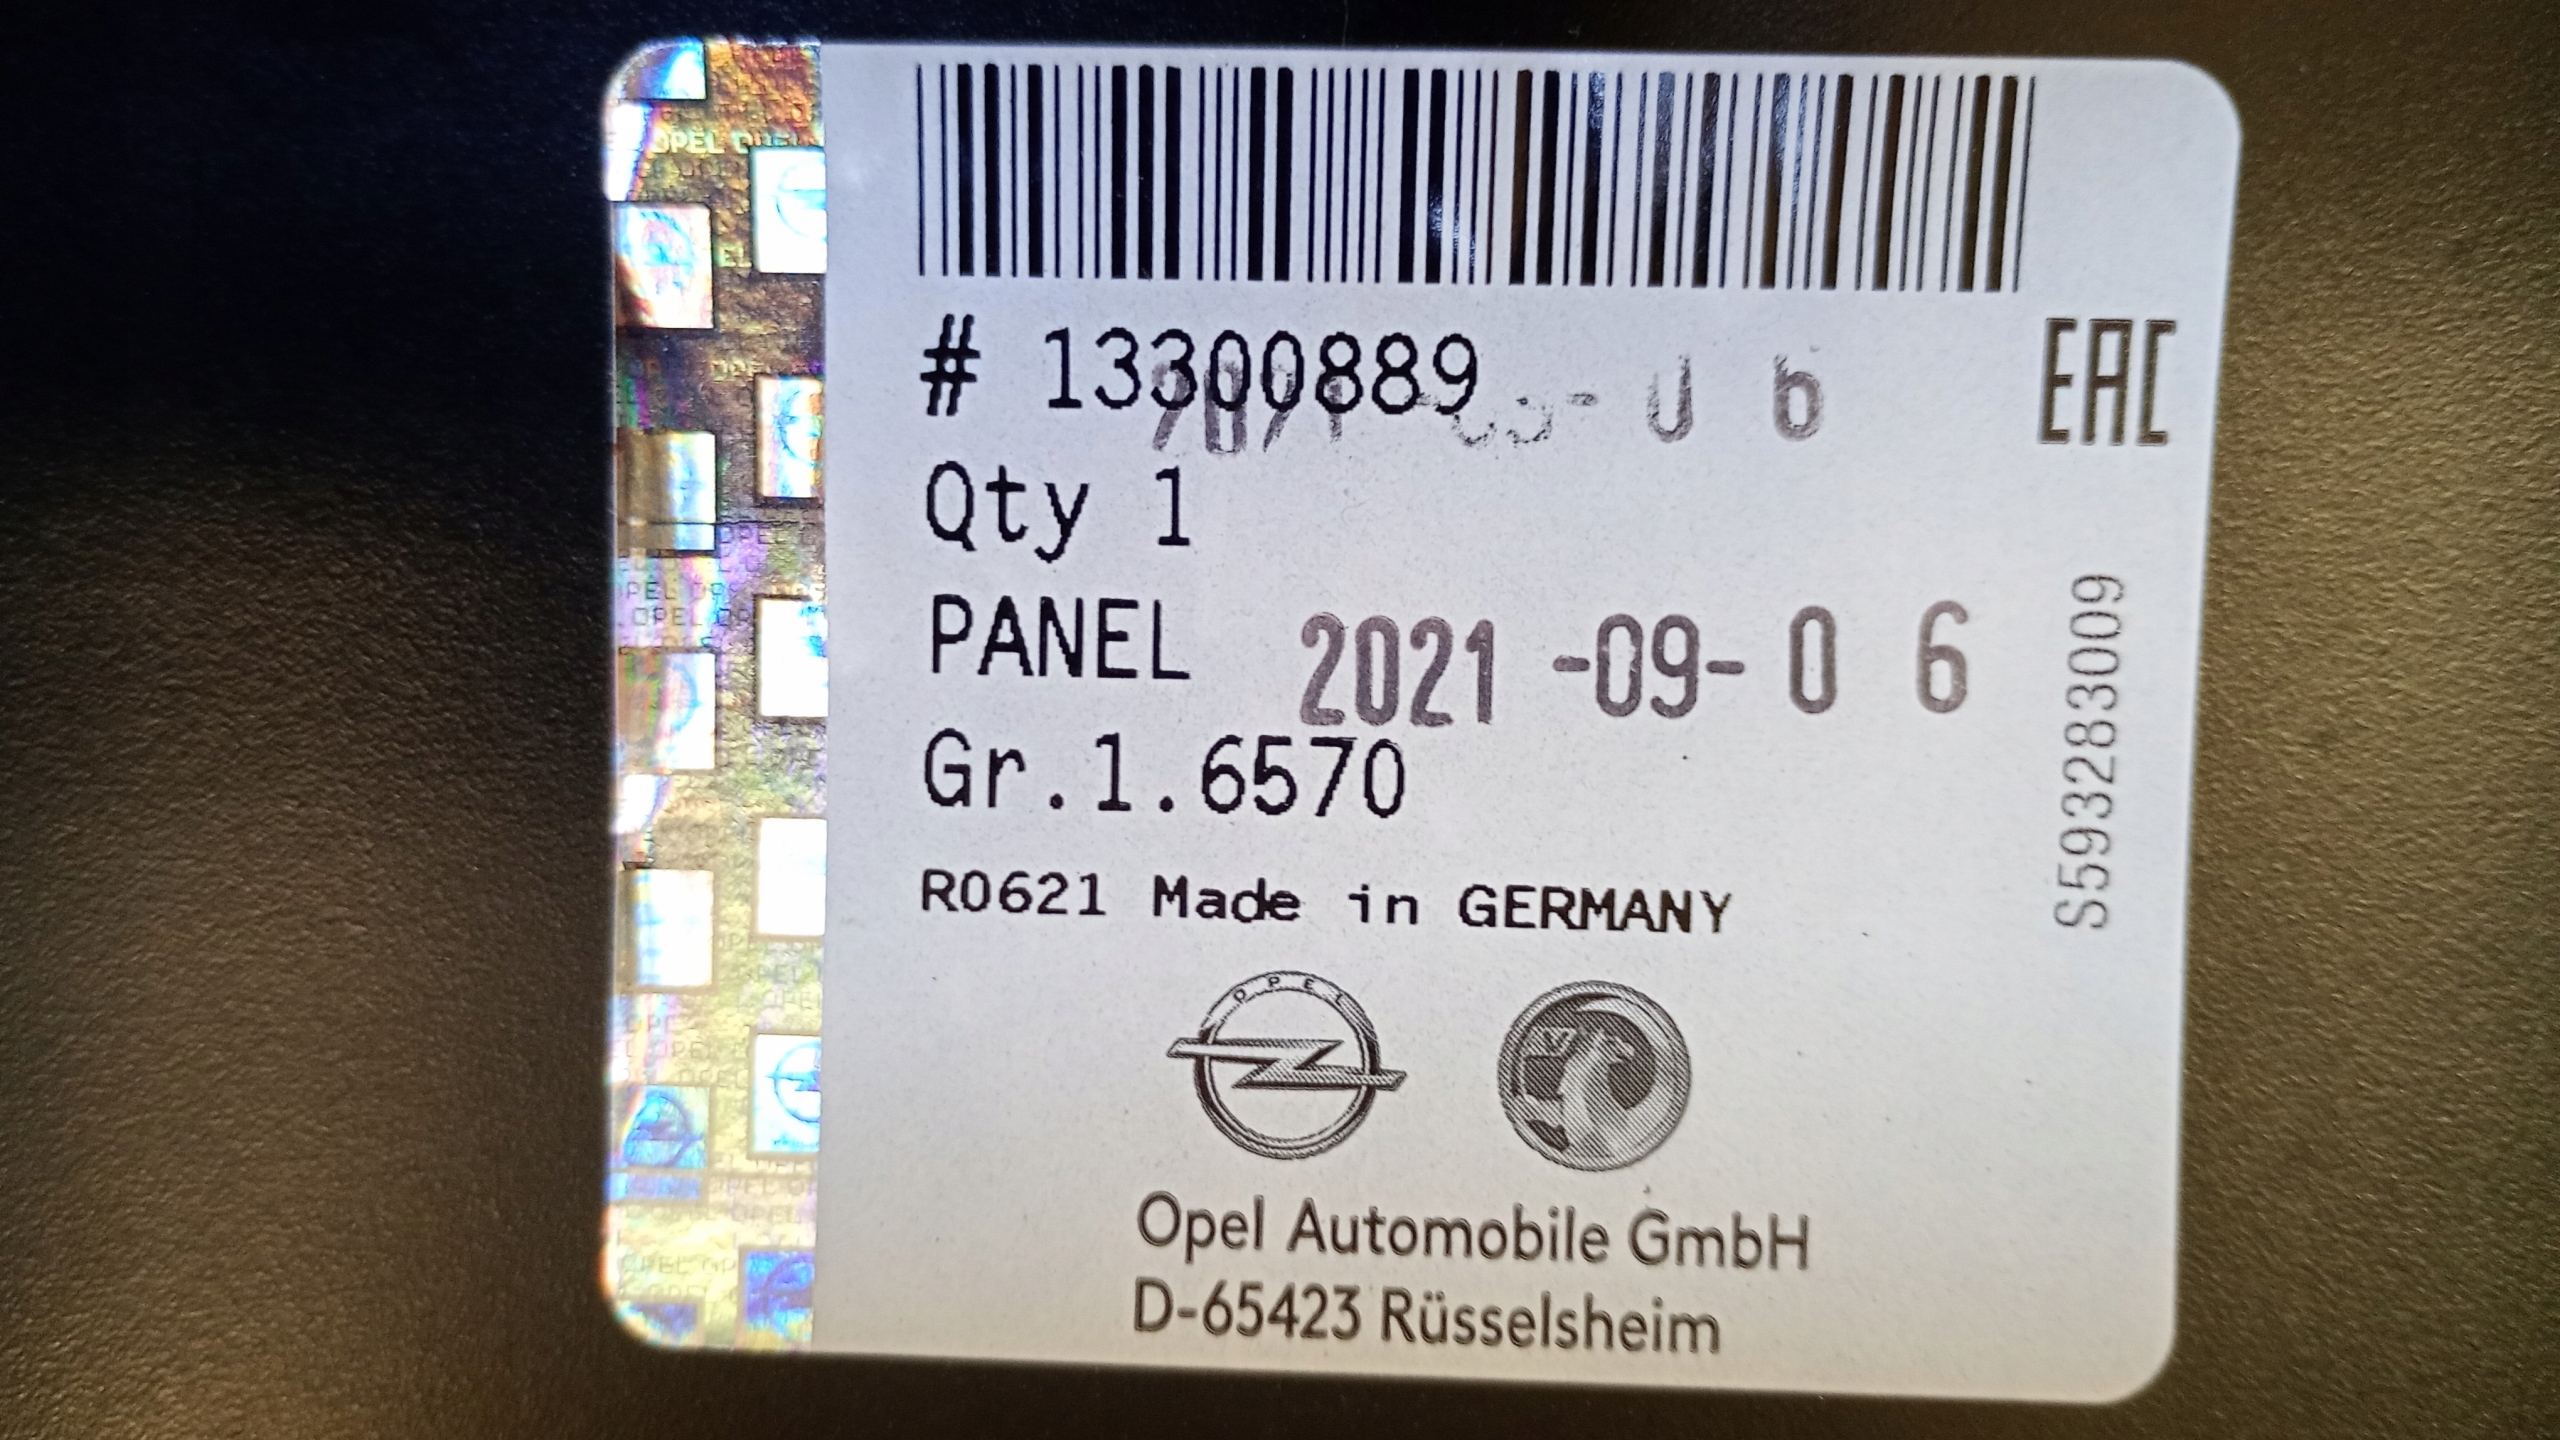 # 13300889
EAC
Qty 1
PANEL
2021 -09- 0 6
Gr.1.6570
S593283009
R0621 Made in GERMANY
OPEL
Opel Automobile GmbH
D-65423 Rüsselsheim